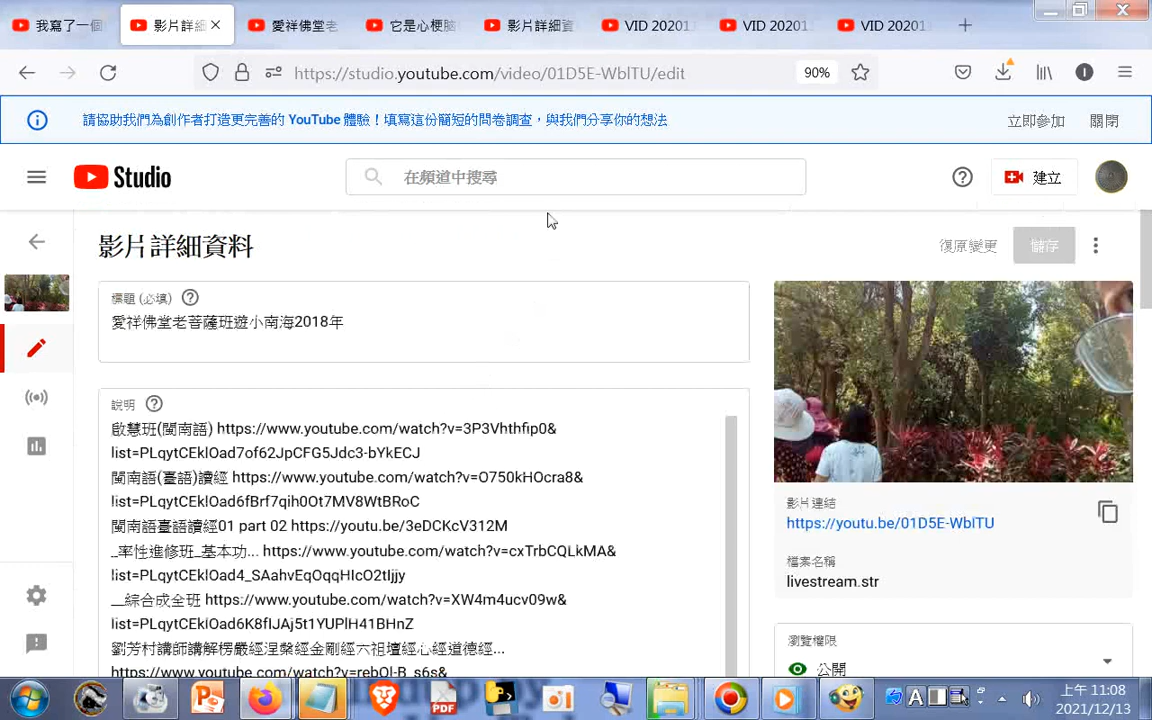 我寫了一個
影片詳細
愛祥佛堂老
它是心梗腦
影片詳細資
VID 20201
VID 20201
VID 20201
https://studio.youtube.com/video/01D5E-WblTU/edit
90%
請協助我們為創作者打造更完善的 YouTube 體驗！填寫這份簡短的問卷調查，與我們分享你的想法
立即參加
關閉
Studio
在頻道中搜尋
建立
影片詳細資料
復原變更
儲存
標題 (必填)
愛祥佛堂老菩薩班遊小南海2018年
說明
啟慧班(閩南語) https://www.youtube.com/watch?v=3P3Vhthfip0&
list=PLqytCEklOad7of62JpCFG5Jdc3-bYkECJ
閩南語(臺語)讀經 https://www.youtube.com/watch?v=O750kHOcra8&
list=PLqytCEklOad6fBrf7qih0Ot7MV8WtBRoC
閩南語臺語讀經01 part 02 https://youtu.be/3eDCKcV312M
_率性進修班_基本功... https://www.youtube.com/watch?v=cxTrbCQLkMA&
list=PLqytCEklOad4_SAahvEqOqqHIcO2tIjjy
__綜合成全班 https://www.youtube.com/watch?v=XW4m4ucv09w&
list=PLqytCEklOad6K8fIJAj5t1YUPlH41BHnZ
劉芳村講師講解楞嚴經涅槃經金剛經六祖壇經心經道德經...
https://www.youtube.com/watch?v=rebQl-B_s6s&
影片連結
https://youtu.be/01D5E-WblTU
檔案名稱
livestream.str
瀏覽權限
公開
上午 11:08
2021/12/13